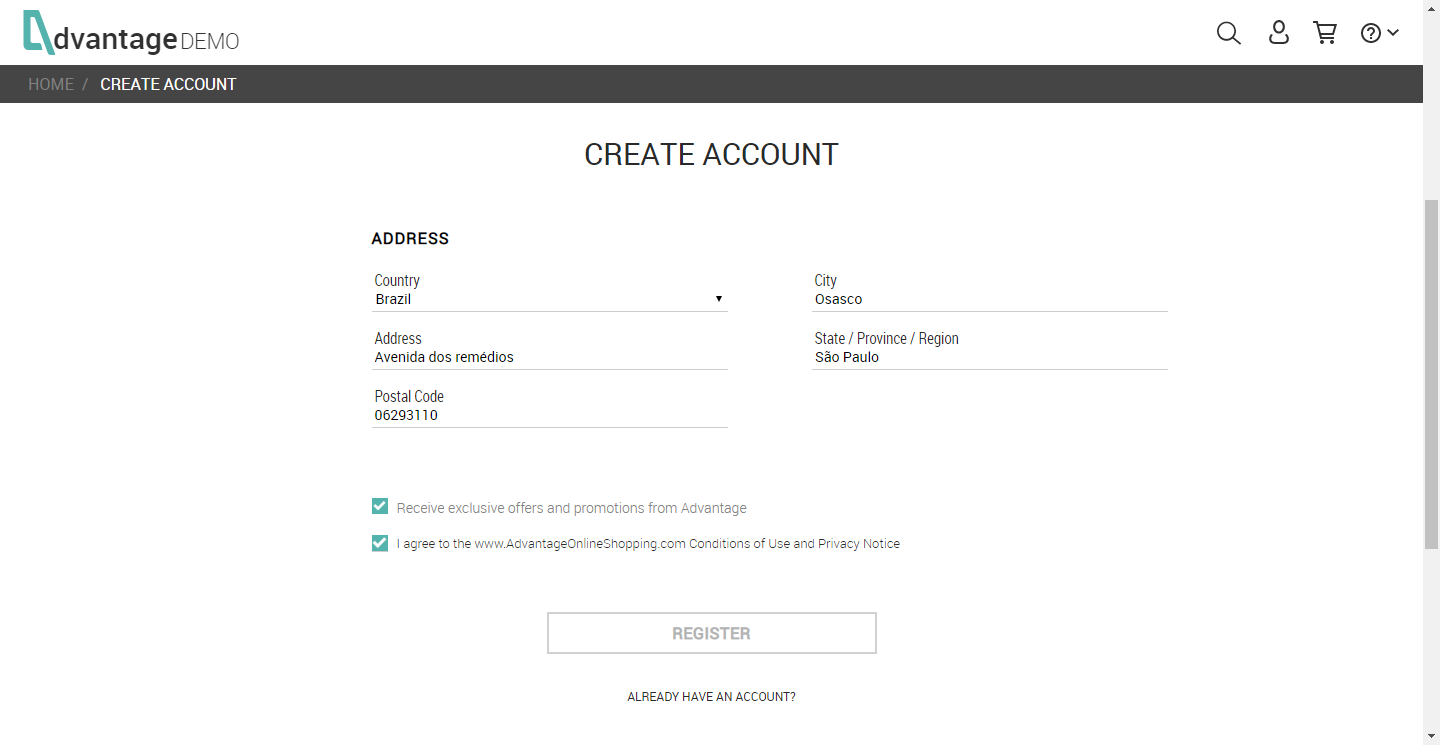 dvantage DEMO
HOME / CREATE ACCOUNT
CREATE ACCOUNT
ADDRESS
Country
Brazil
City
Osasco
Address
Avenida dos remédios
State / Province / Region
São Paulo
Postal Code
06293110
Receive exclusive offers and promotions from Advantage
I agree to the www.AdvantageOnlineShopping.com Conditions of Use and Privacy Notice
REGISTER
ALREADY HAVE AN ACCOUNT?